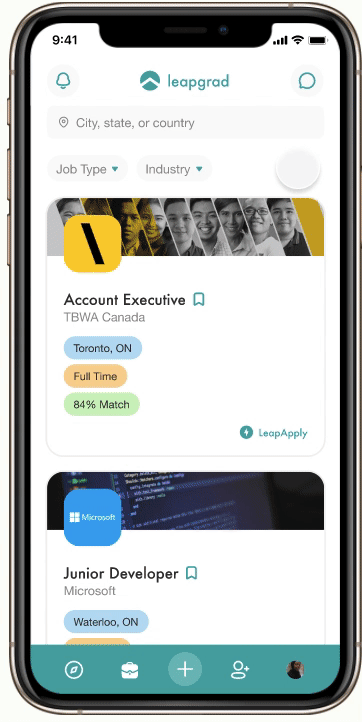 9:41
leapgrad
City, state, or country
Job Type ▼ Industry ▼
Account Executive
TBWA Canada
Toronto, ON
Full Time
84% Match
LeapApply
Microsoft
Junior Developer
Microsoft
Waterloo, ON